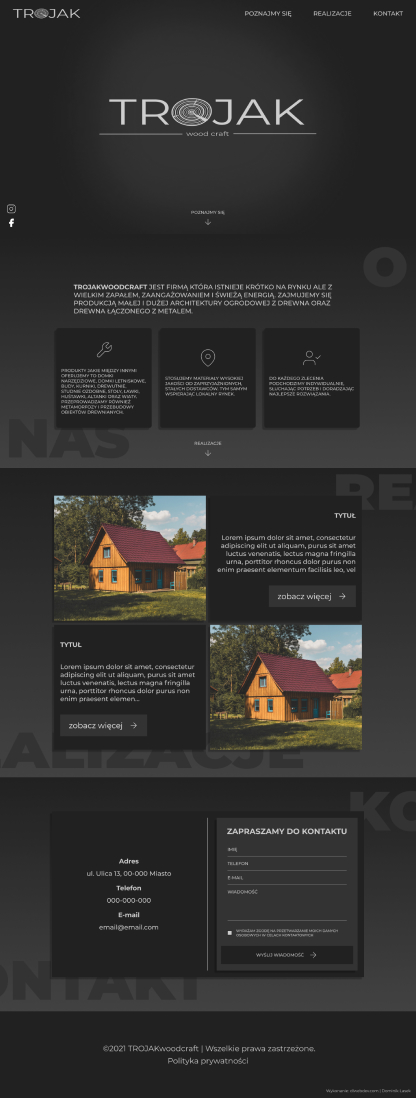 TROJAK
POZNAJMY SIĘ REALIZACJE KONTAKT
TROJAK
wood craft
POZNAJMY SIĘ
O
TROJAKWOODCRAFT JEST FIRMĄ KTÓRA ISTNIEJE KRÓTKO NA RYNKU ALE Z
WIELKIM ZAPAŁEM, ZAANGAŻOWANIEM I ŚWIEŻĄ ENERGIĄ. ZAJMUJEMY SIĘ
PRODUKCJĄ MAŁEJ I DUŻEJ ARCHITEKTURY OGRODOWEJ Z DREWNA ORAZ
DREWNA ŁĄCZONEGO Z METALEM.
PRODUKTY JAKIE MIĘDZY INNYMI
OFERUJEMY TO DOMKI
NARZĘDZIOWE, DOMKI LETNISKOWE,
BUDY, KURNIKI, DREWUTNIE,
STUDNIE OZDOBNE, STOŁY, ŁAWKI,
HUŚTAWKI, ALTANKI ORAZ WIATY.
PRZEPROWADZAMY RÓWNIEŻ
METAMORFOZY I PRZEBUDOWY
OBIEKTÓW DREWNIANYCH.
STOSUJEMY MATERIAŁY WYSOKIEJ
JAKOŚCI OD ZAPRZYJAŹNIONYCH,
STAŁYCH DOSTAWCÓW. TYM SAMYM
WSPIERAJĄC LOKALNY RYNEK.
DO KAŻDEGO ZLECENIA
PODCHODZIMY INDYWIDUALNIE,
SŁUCHAJĄC POTRZEB I DORADZAJĄC
NAJLEPSZE ROZWIĄZANIA.
NAS
REALIZACJE
RE
TYTUŁ
Lorem ipsum dolor sit amet, consectetur
adipiscing elit ut aliquam, purus sit amet
luctus venenatis, lectus magna fringilla
urna, porttitor rhoncus dolor purus non
enim praesent elementum facilisis leo, vel
zobacz więcej
TYTUŁ
Lorem ipsum dolor sit amet, consectetur
adipiscing elit ut aliquam, purus sit amet
luctus venenatis, lectus magna fringilla
urna, porttitor rhoncus dolor purus non
enim praesent elemen...
zobacz więcej
ALIZACJE
KO
Adres
ul. Ulica 13, 00-000 Miasto
Telefon
000-000-000
E-mail
email@email.com
ZAPRASZAMY DO KONTAKTU
IMIĘ
TELEFON
E-MAIL
WIADOMOŚĆ
WYRAŻAM ZGODĘ NA PRZETWARZANIE MOICH DANYCH
OSOBOWYCH W CELACH KONTAKTOWYCH.
WYŚLIJ WIADOMOŚĆ
ONTAKT
©2021 TROJAKwoodcraft | Wszelkie prawa zastrzeżone.
Polityka prywatności